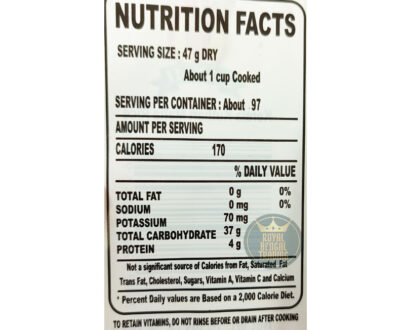 NUTRITION FACTS
SERVING SIZE : 47 g DRY
About 1 cup Cooked
SERVING PER CONTAINER : About 97
AMOUNT PER SERVING
CALORIES 170
% DAILY VALUE
TOTAL FAT 0 g 0%
SODIUM 0 mg 0%
POTASSIUM 70 mg
TOTAL CARBOHYDRATE 37 g
PROTEIN 4 g
ROYAL
BENGAL
Not a significant source of Calories from Fat, Saturated Fat
Trans Fat, Cholesterol, Sugars, Vitamin A, Vitamin C and Calcium
* Percent Daily values are Based on a 2,000 Calorie Diet.
TO RETAIN VITAMINS, DO NOT RINSE BEFORE OR DRAIN AFTER COOKING